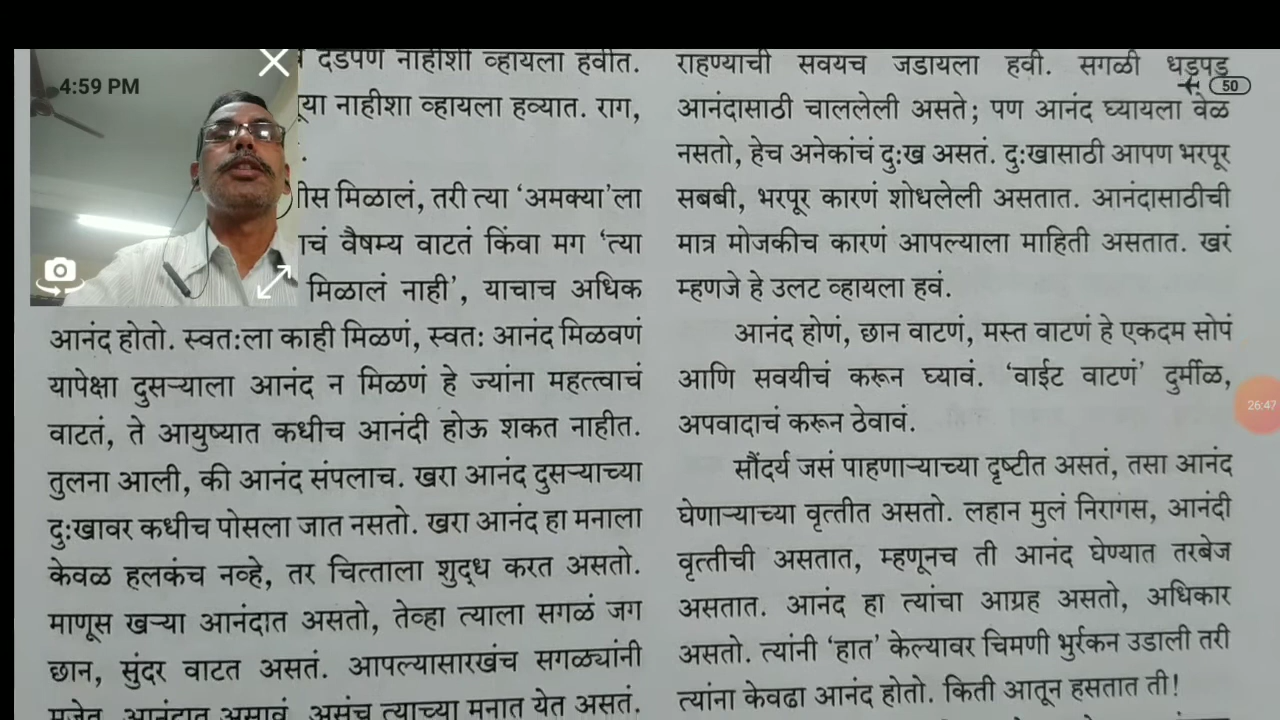 4:59 PM
50
26:47
दडपण नाहीशी व्हायला हवीत.
नाहीशा व्हायला हव्यात. राग,
मिळालं, तरी त्या ‘अमक्या’ला
वैषम्य वाटतं किंवा मग ‘त्या
मिळालं नाही’, याचाच अधिक
आनंद होतो. स्वत:ला काही मिळणं, स्वत: आनंद मिळवणं
यापेक्षा दुसऱ्याला आनंद न मिळणं हे ज्यांना महत्त्वाचं
वाटतं, ते आयुष्यात कधीच आनंदी होऊ शकत नाहीत.
तुलना आली, की आनंद संपलाच. खरा आनंद दुसऱ्याच्या
दु:खावर कधीच पोसला जात नसतो. खरा आनंद हा मनाला
केवळ हलकंच नव्हे, तर चित्ताला शुद्ध करत असतो.
माणूस खऱ्या आनंदात असतो, तेव्हा त्याला सगळं जग
छान, सुंदर वाटत असतं. आपल्यासारखंच सगळ्यांनी
मजेत, आनंदात असावं, असंच त्याच्या मनात येत असतं.
राहण्याची सवयच जडायला हवी. सगळी धडपड
आनंदासाठी चाललेली असते; पण आनंद घ्यायला वेळ
नसतो, हेच अनेकांचं दु:ख असतं. दु:खासाठी आपण भरपूर
सबबी, भरपूर कारणं शोधलेली असतात. आनंदासाठीची
मात्र मोजकीच कारणं आपल्याला माहिती असतात. खरं
म्हणजे हे उलट व्हायला हवं.
आनंद होणं, छान वाटणं, मस्त वाटणं हे एकदम सोपं
आणि सवयीचं करून घ्यावं. ‘वाईट वाटणं’ दुर्मीळ,
अपवादाचं करून ठेवावं.
सौंदर्य जसं पाहणाऱ्याच्या दृष्टीत असतं, तसा आनंद
घेणाऱ्याच्या वृत्तीत असतो. लहान मुलं निरागस, आनंदी
वृत्तीची असतात, म्हणूनच ती आनंद घेण्यात तरबेज
असतात. आनंद हा त्यांचा आग्रह असतो, अधिकार
असतो. त्यांनी ‘हात’ केल्यावर चिमणी भुर्रकन उडाली तरी
त्यांना केवढा आनंद होतो. किती आतून हसतात ती!